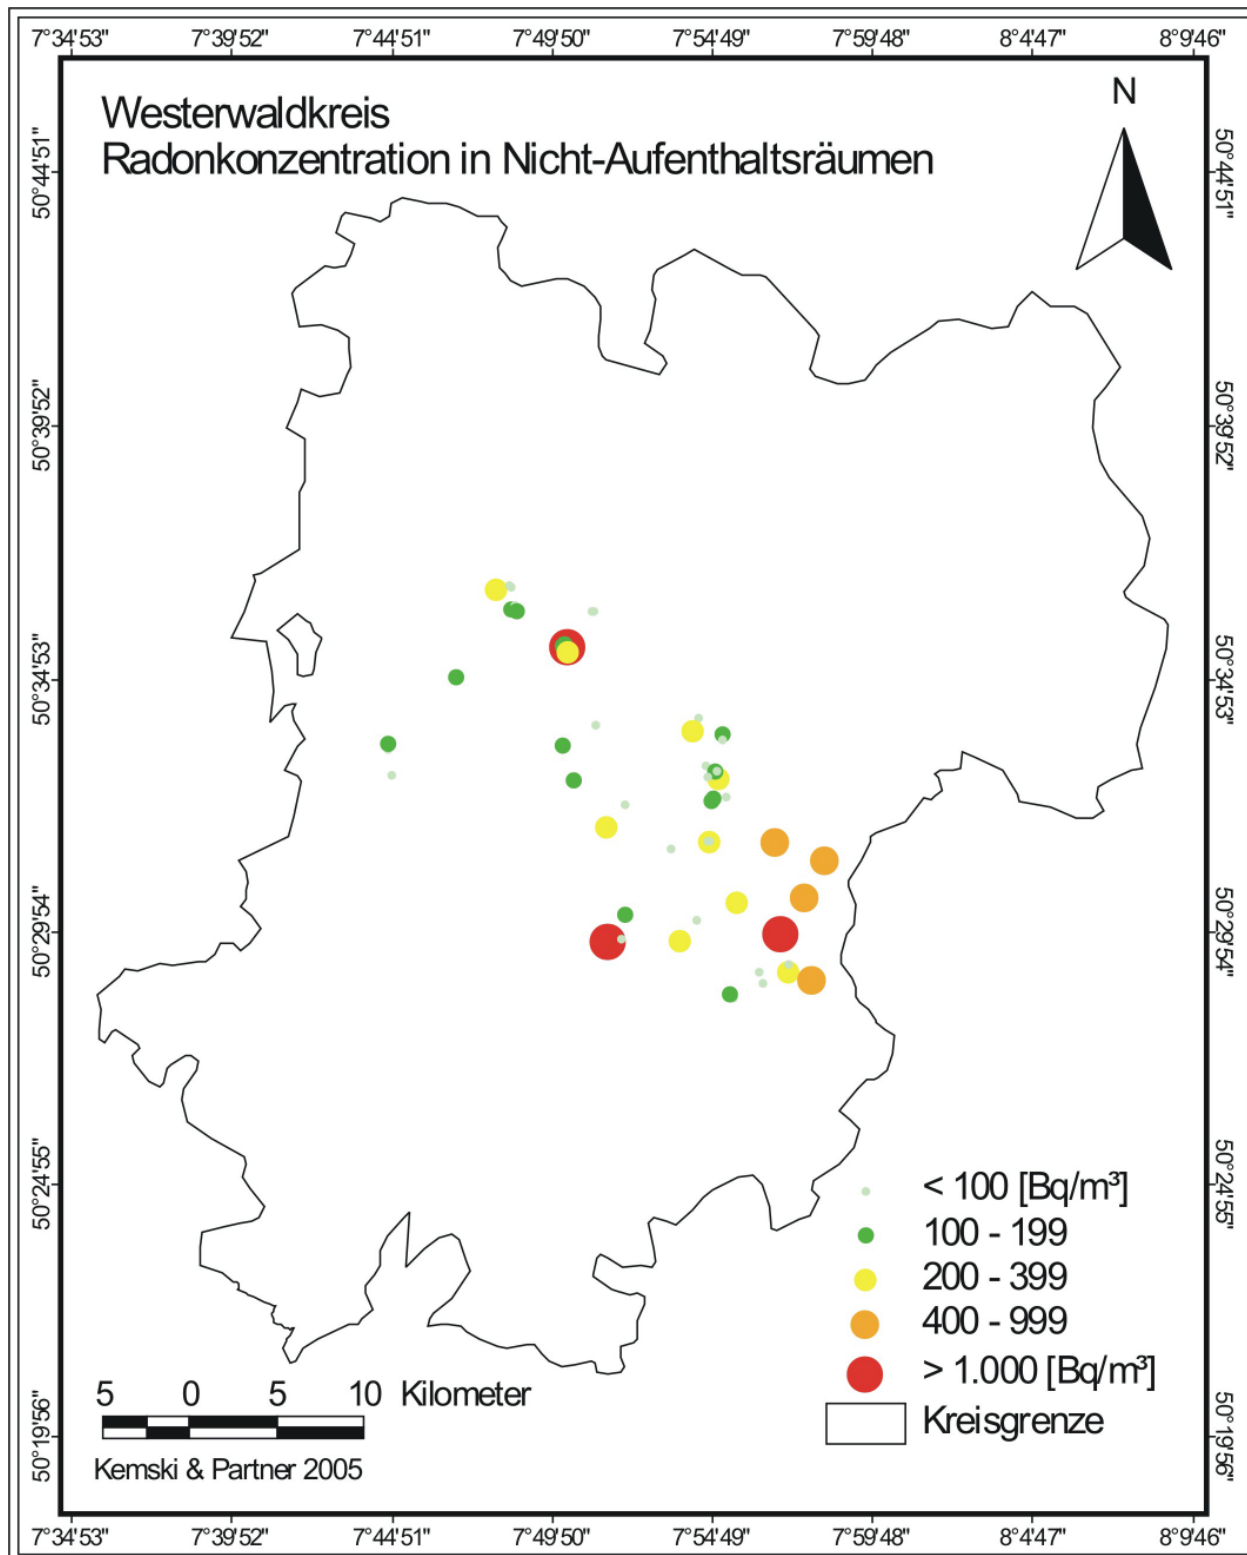 7°34'53" 7°39'52" 7°44'51" 7°49'50" 7°54'49" 7°59'48" 8°4'47" 8°9'46"
Westerwaldkreis
Radonkonzentration in Nicht-Aufenthaltsräumen
N
50°44'51"
50°39'52"
50°34'53"
50°29'54"
50°24'55"
50°19'56"
50°44'51"
50°39'52"
50°34'53"
50°29'54"
50°24'55"
50°19'56"
< 100 [Bq/m³]
100 - 199
200 - 399
400 - 999
> 1.000 [Bq/m³]
Kreisgrenze
5 0 5 10 Kilometer
Kemski & Partner 2005
7°34'53" 7°39'52" 7°44'51" 7°49'50" 7°54'49" 7°59'48" 8°4'47" 8°9'46"